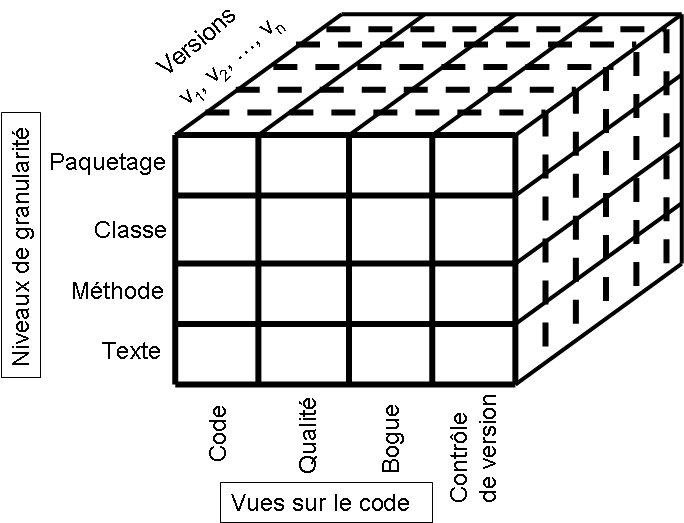 Versions
v1, v2, ..., vn
Niveaux de granularité
Paquetage
Classe
Méthode
Texte
Code
Qualité
Bogue
Contrôle
de version
Vues sur le code